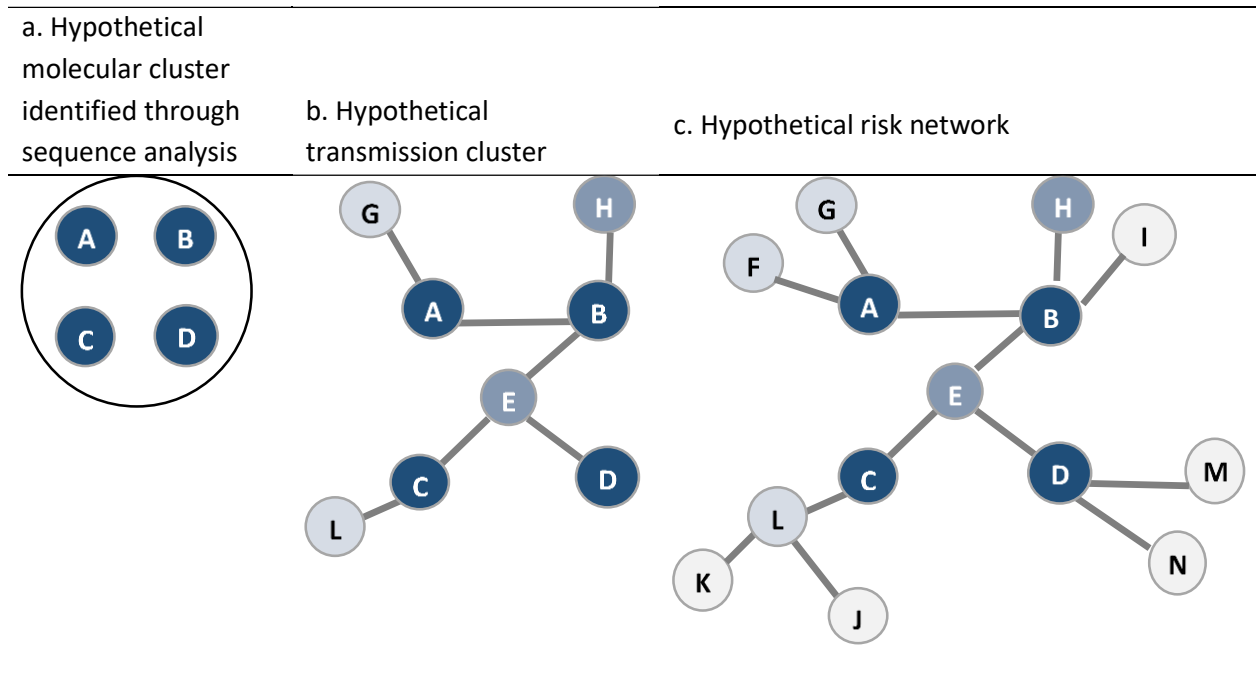 a. Hypothetical
molecular cluster
identified through
sequence analysis
b. Hypothetical
transmission cluster
c. Hypothetical risk network
A B
C D
G H
A B
E
C D
L
G H
I
F
A B
E
C D M
L
N
K
J